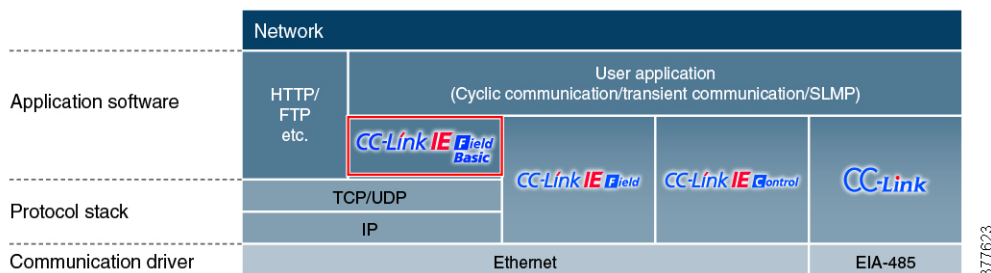 Network
Application software
HTTP/
FTP
etc.
User application
(Cyclic communication/transient communication/SLMP)
CC-Link IE Field
Basic
CC-Link IE Field
CC-Link IE Control
CC-Link
Protocol stack
TCP/UDP
IP
Communication driver
Ethernet
EIA-485
377623